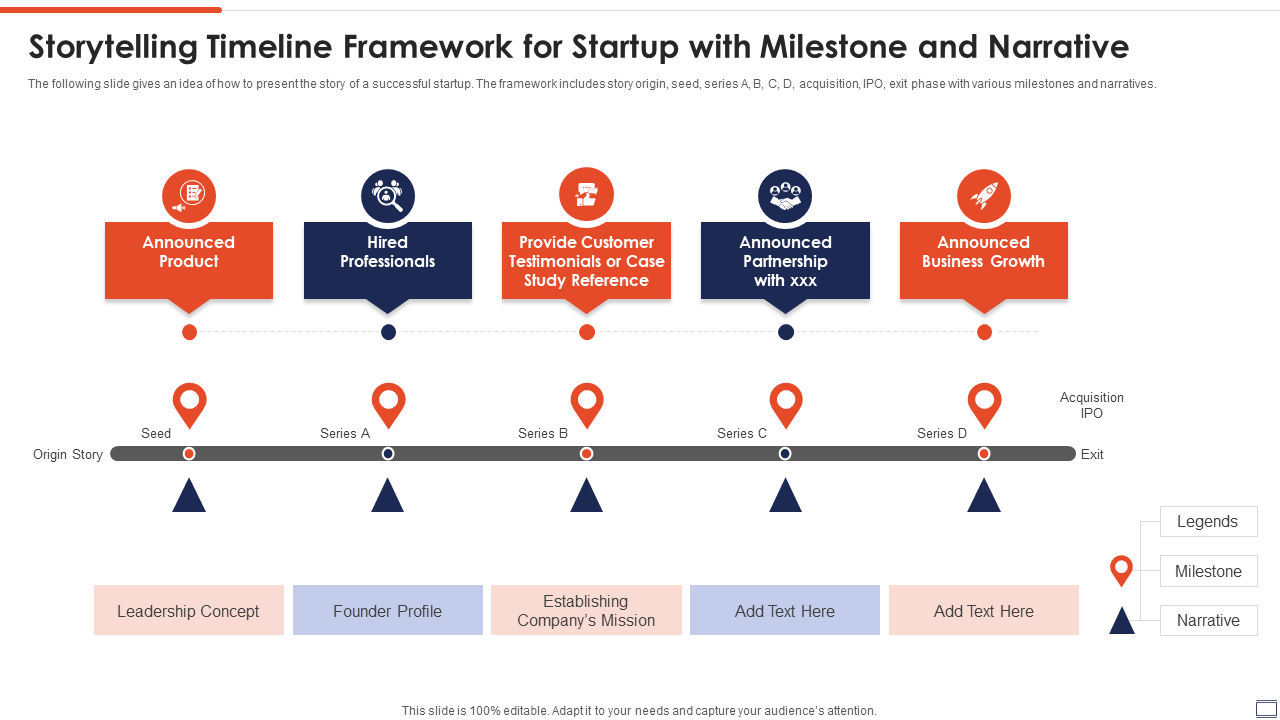 Storytelling Timeline Framework for Startup with Milestone and Narrative
The following slide gives an idea of how to present the story of a successful startup. The framework includes story origin, seed, series A, B, C, D, acquisition, IPO, exit phase with various milestones and narratives.
Announced
Product
Hired
Professionals
Provide Customer
Testimonials or Case
Study Reference
Announced
Partnership
with xxx
Announced
Business Growth
Origin Story
Seed
Series A
Series B
Series C
Series D
Acquisition
IPO
Exit
Leadership Concept
Founder Profile
Establishing
Company's Mission
Add Text Here
Add Text Here
Legends
Milestone
Narrative
This slide is 100% editable. Adapt it to your needs and capture your audience's attention.